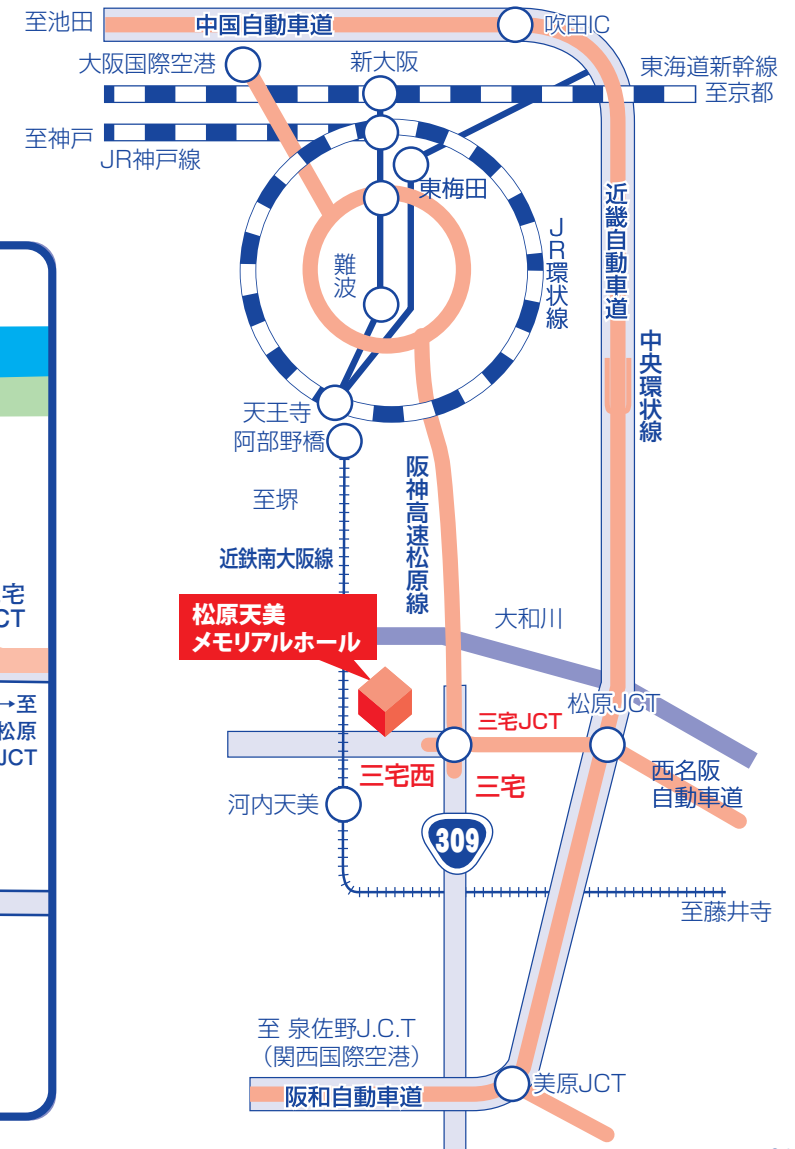 至池田
中国自動車道
吹田IC
大阪国際空港
新大阪
東海道新幹線
至京都
至神戸
JR神戸線
東梅田
近畿自動車道
JR環状線
難波
中央環状線
天王寺
阿部野橋
至堺
阪神高速松原線
近鉄南大阪線
宅
CT
松原天美
メモリアルホール
大和川
→至
松原
JCT
松原JCT
三宅JCT
三宅西
三宅
西名阪
自動車道
河内天美
309
至藤井寺
至 泉佐野J.C.T
（関西国際空港）
阪和自動車道
美原JCT